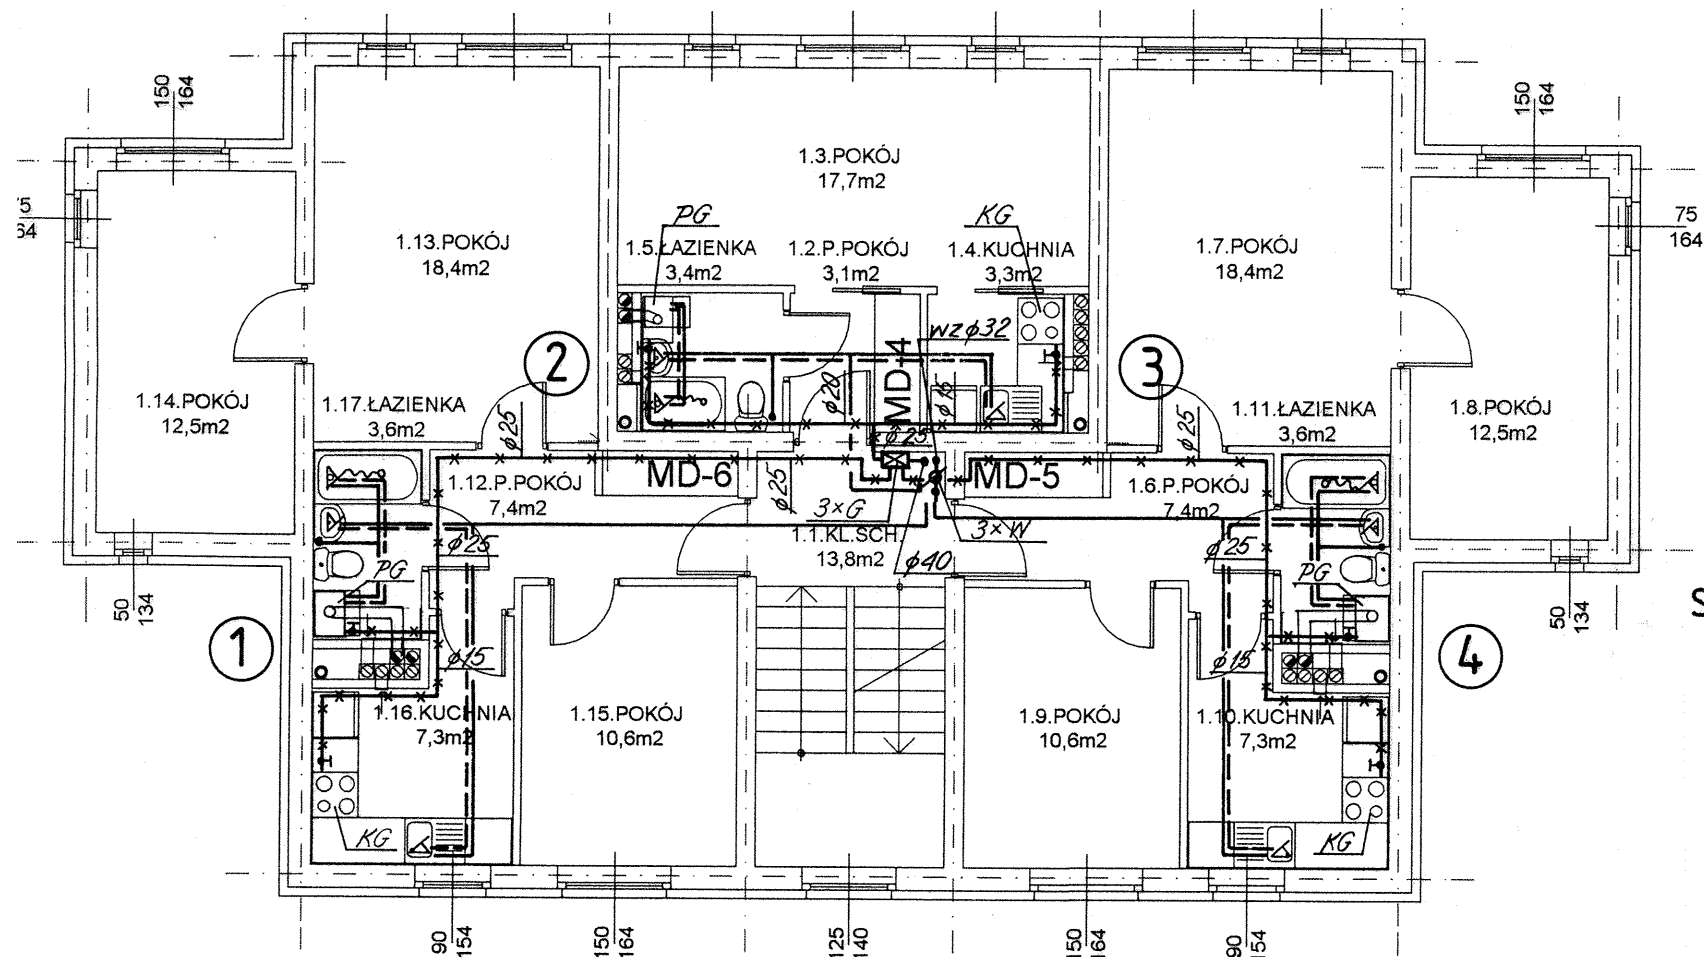 150
164
150
164
1.3.POKÓJ
17,7m2
75
164
PG
KG
1.13.POKÓJ
18,4m2
1.5.ŁAZIENKA
3,4m2
1.2.P.POKÓJ
3,1m2
1.4.KUCHNIA
3,3m2
1.7.POKÓJ
18,4m2
75
164
2
MD-4
wzϕ32
3
1.14.POKÓJ
12,5m2
1.17.ŁAZIENKA
3,6m2
ϕ25
ϕ20
ϕ15
ϕ25
ϕ25
1.11.ŁAZIENKA
3,6m2
1.8.POKÓJ
12,5m2
1.12.P.POKÓJ
7,4m2
MD-6
ϕ25
MD-5
1.6.P.POKÓJ
7,4m2
3×G
1.1.KL.SCH.
13,8m2
3×W
ϕ40
ϕ25
ϕ25
PG
PG
50
134
50
134
1
4
ϕ15
ϕ15
1.16.KUCHNIA
7,3m2
1.15.POKÓJ
10,6m2
1.9.POKÓJ
10,6m2
1.10.KUCHNIA
7,3m2
KG
KG
90
154
150
164
125
140
150
164
90
154